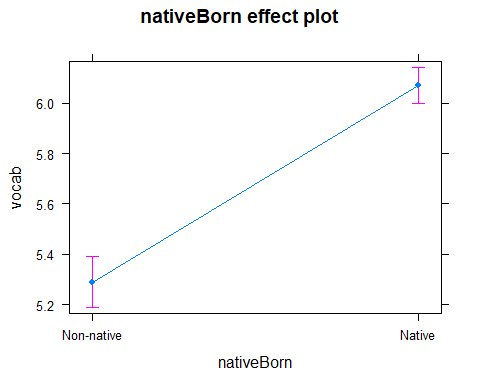 nativeBorn effect plot
6.0
5.8
5.6
5.4
5.2
vocab
Non-native
Native
nativeBorn